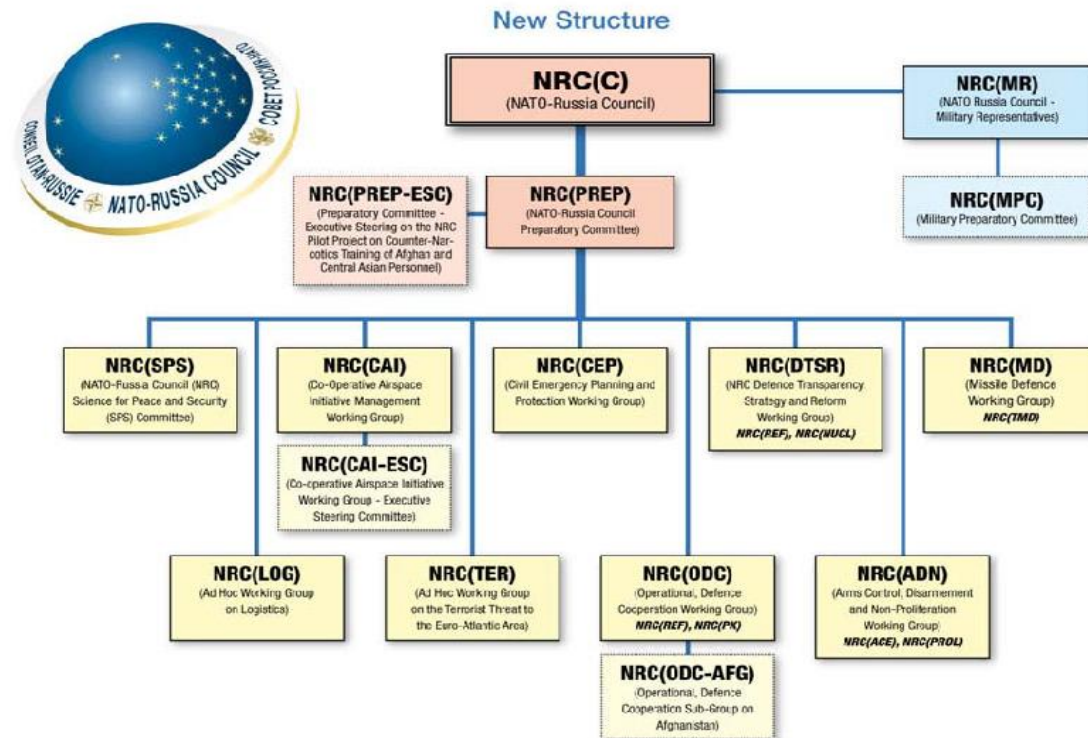 New Structure
CONSEIL OTAN-RUSSIE
NATO-RUSSIA COUNCIL
СОВЕТ РОССИЯ-НАТО
NRC(C)
(NATO-Russia Council)
NRC(MR)
(NATO Russia Council -
Military Representatives)
NRC(MPC)
(Military Preparatory Committee)
NRC(PREP-ESC)
(Preparatory Committee -
Executive Steering on the NRC
Pilot Project on Counter-Nar-
cotics Training of Afghan and
Central Asian Personnel)
NRC(PREP)
(NATO-Russia Council
Preparatory Committee)
NRC(SPS)
(NATO-Russia Council (NRC)
Science for Peace and Security
(SPS) Committee)
NRC(CAI)
(Co-Operative Airspace
Initiative Management
Working Group)
NRC(CAI-ESC)
(Co-operative Airspace Initiative
Working Group - Executive
Steering Committee)
NRC(CEP)
(Civil Emergency Planning and
Protection Working Group)
NRC(DTSR)
(NRC Defence Transparency
Strategy and Reform
Working Group)
NRC(REF), NRC(NUCL)
NRC(MD)
(Missile Defence
Working Group)
NRC(TMD)
NRC(LOG)
(Ad Hoc Working Group
on Logistics)
NRC(TER)
(Ad Hoc Working Group
on the Terrorist Threat to
the Euro-Atlantic Area)
NRC(ODC)
(Operational, Defence
Cooperation Working Group)
NRC(REF), NRC(PK)
NRC(ODC-AFG)
(Operational, Defence
Cooperation Sub-Group on
Afghanistan)
NRC(ADN)
(Arms Control, Disarmement
and Non-Proliferation
Working Group)
NRC(ACE), NRC(PROL)